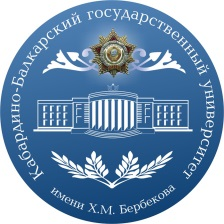 Кабардино-Балкарский государственный университет
имени Х.М. Бербекова